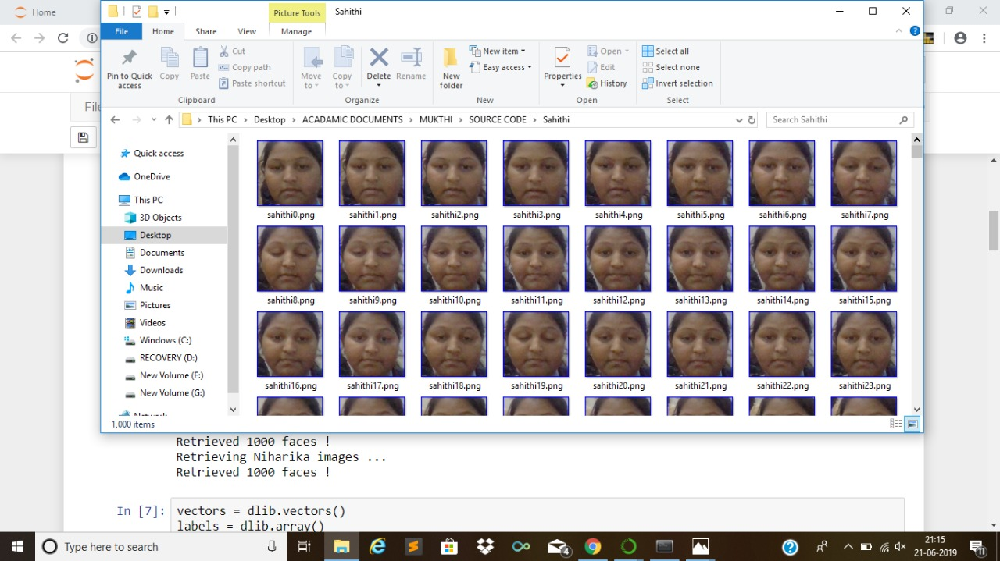 Home
Picture Tools
Sahithi
File
Home
Share
View
Manage
Pin to Quick access
Copy
Paste
Cut
Copy path
Paste shortcut
Clipboard
Move to
Copy to
Delete
Rename
Organize
New folder
New item
Easy access
New
Properties
Open
Edit
History
Open
Select all
Select none
Invert selection
Select
File
This PC > Desktop > ACADAMIC DOCUMENTS > MUKTHI > SOURCE CODE > Sahithi
Search Sahithi
Quick access
OneDrive
This PC
3D Objects
Desktop
Documents
Downloads
Music
Pictures
Videos
Windows (C:)
RECOVERY (D:)
New Volume (F:)
New Volume (G:)
Network
sahithi0.png sahithi1.png sahithi2.png sahithi3.png sahithi4.png sahithi5.png sahithi6.png sahithi7.png
sahithi8.png sahithi9.png sahithi10.png sahithi11.png sahithi12.png sahithi13.png sahithi14.png sahithi15.png
sahithi16.png sahithi17.png sahithi18.png sahithi19.png sahithi20.png sahithi21.png sahithi22.png sahithi23.png
1,000 items
Retrieved 1000 faces !
Retrieving Niharika images ...
Retrieved 1000 faces !
In [7]: vectors = dlib.vectors()
labels = dlib.array()
Type here to search
4
21:15
21-06-2019
11